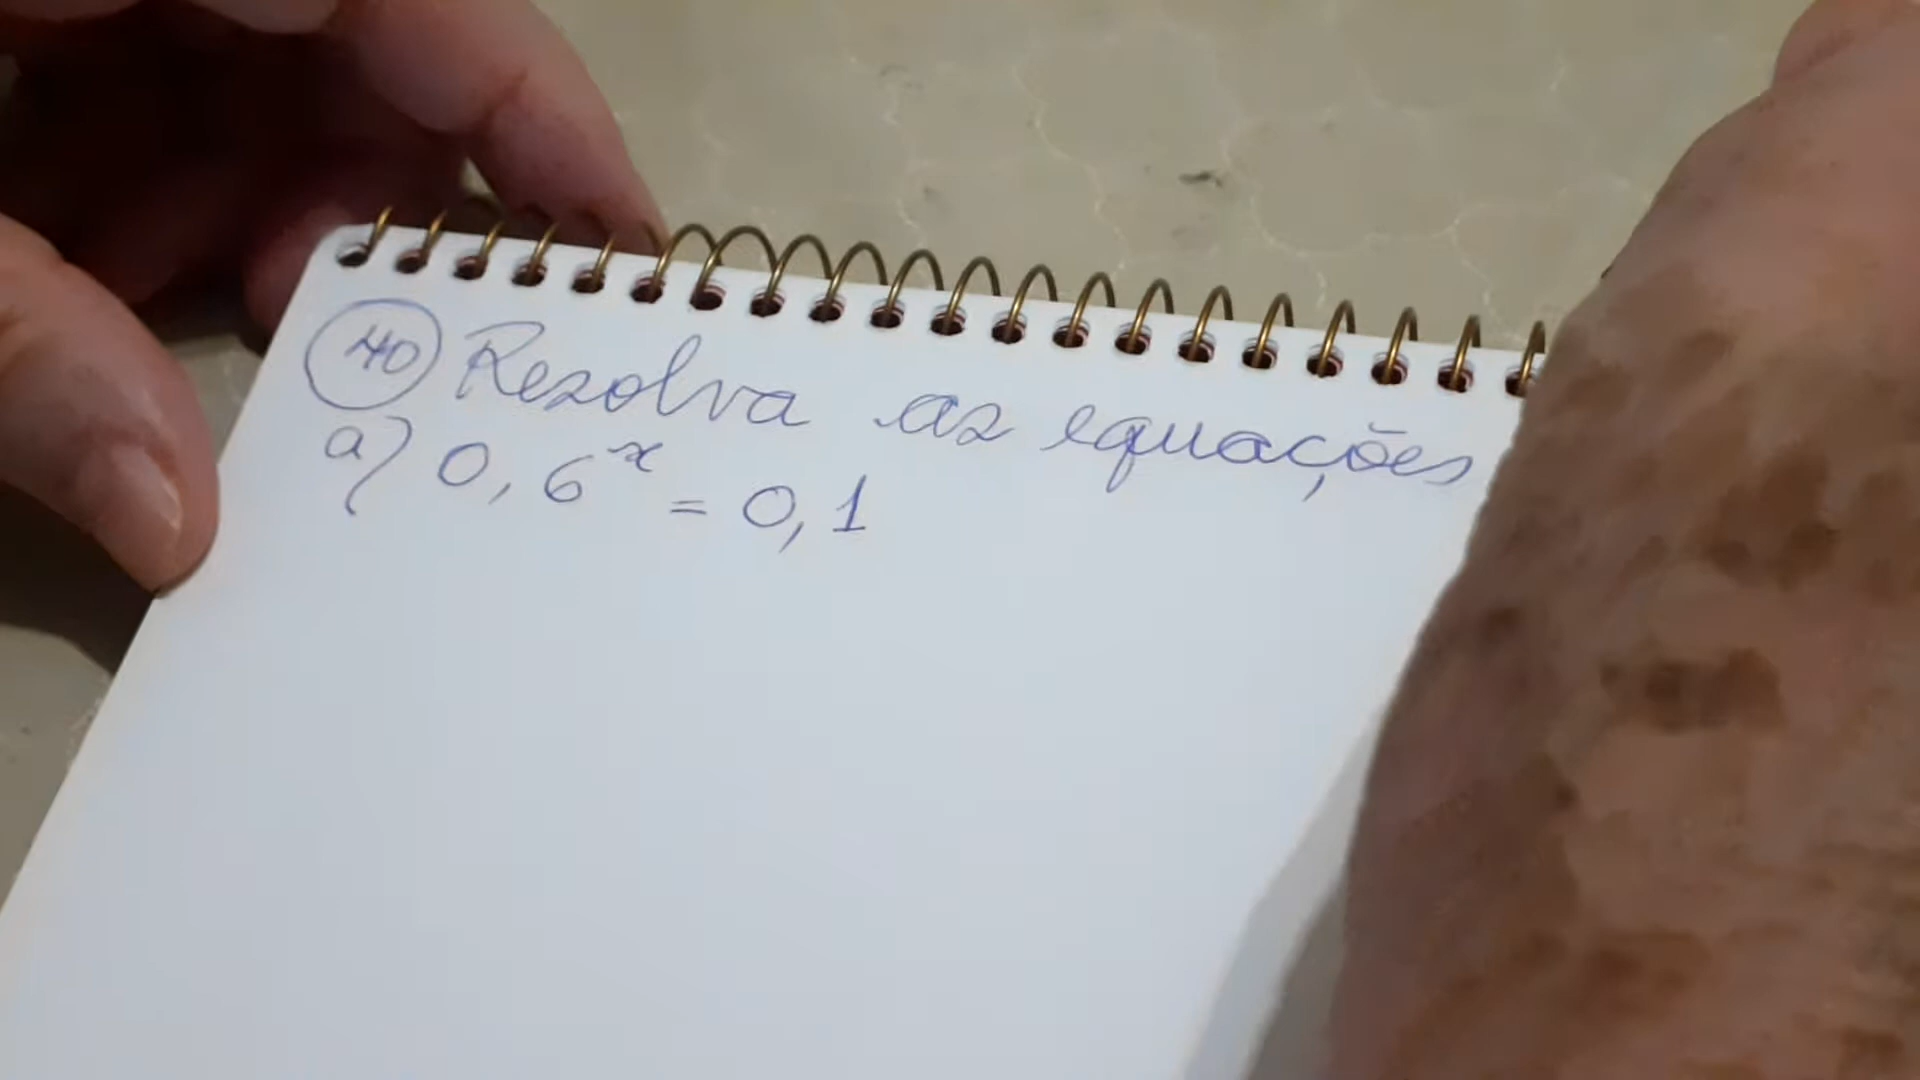 40 Resolva as equações
a) 0,6^x = 0,1